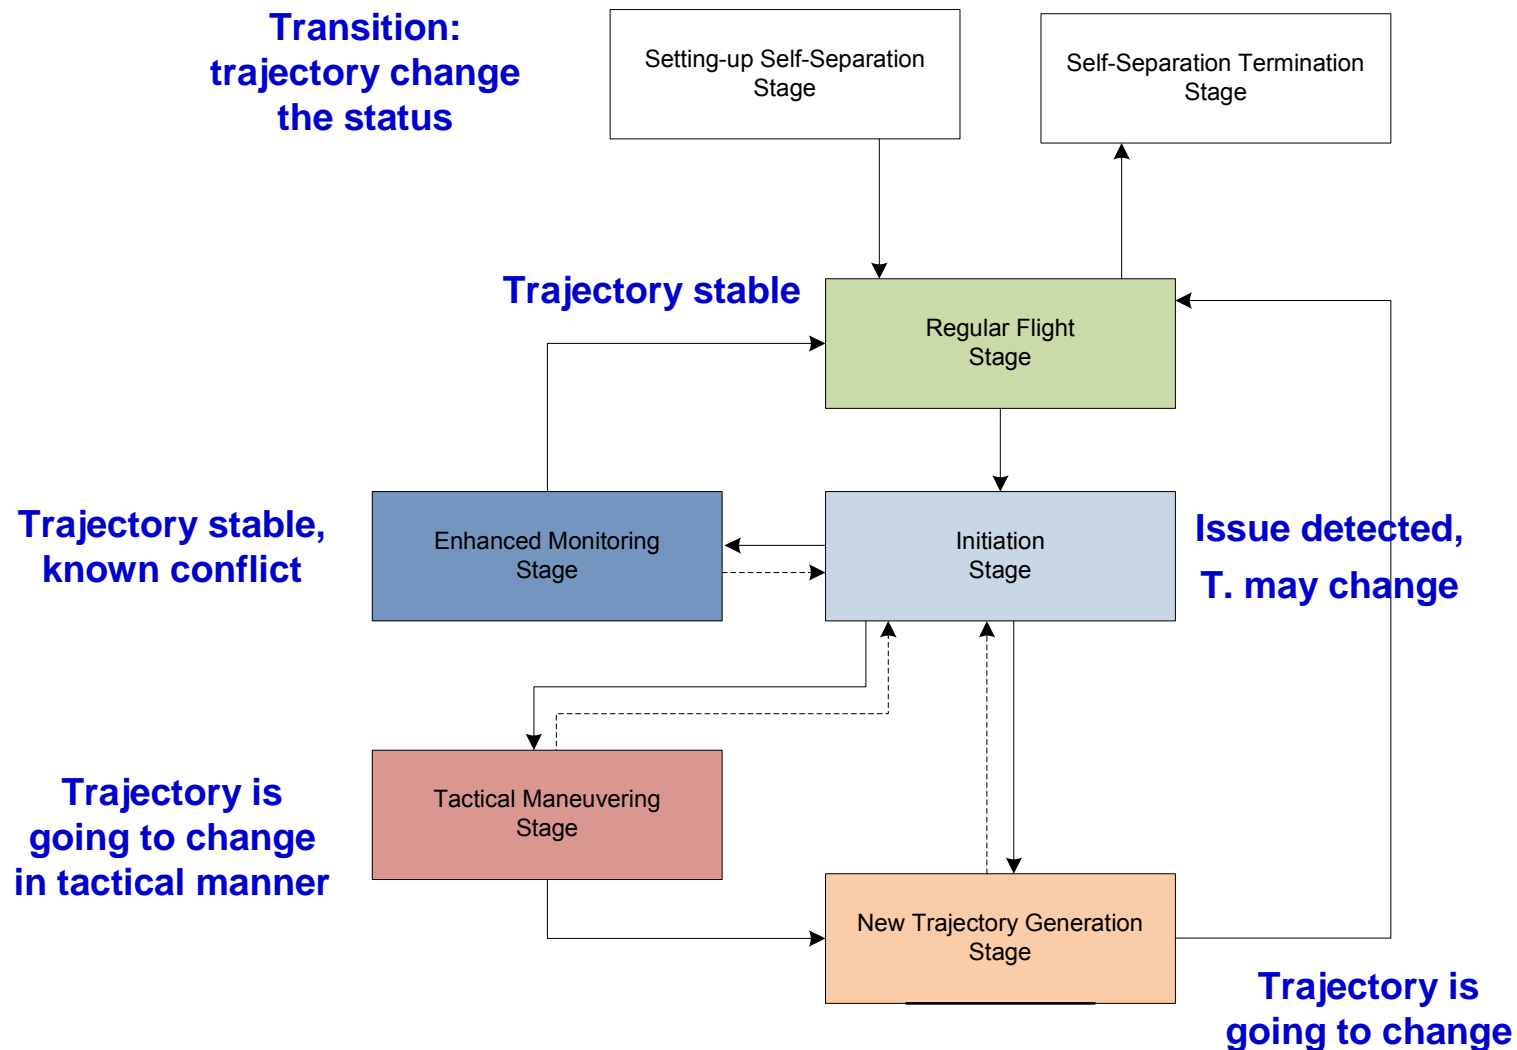 Transition:
trajectory change
the status
Setting-up Self-Separation
Stage
Self-Separation Termination
Stage
Trajectory stable
Regular Flight
Stage
Trajectory stable,
known conflict
Enhanced Monitoring
Stage
Initiation
Stage
Issue detected,
T. may change
Trajectory is
going to change
in tactical manner
Tactical Maneuvering
Stage
New Trajectory Generation
Stage
Trajectory is
going to change